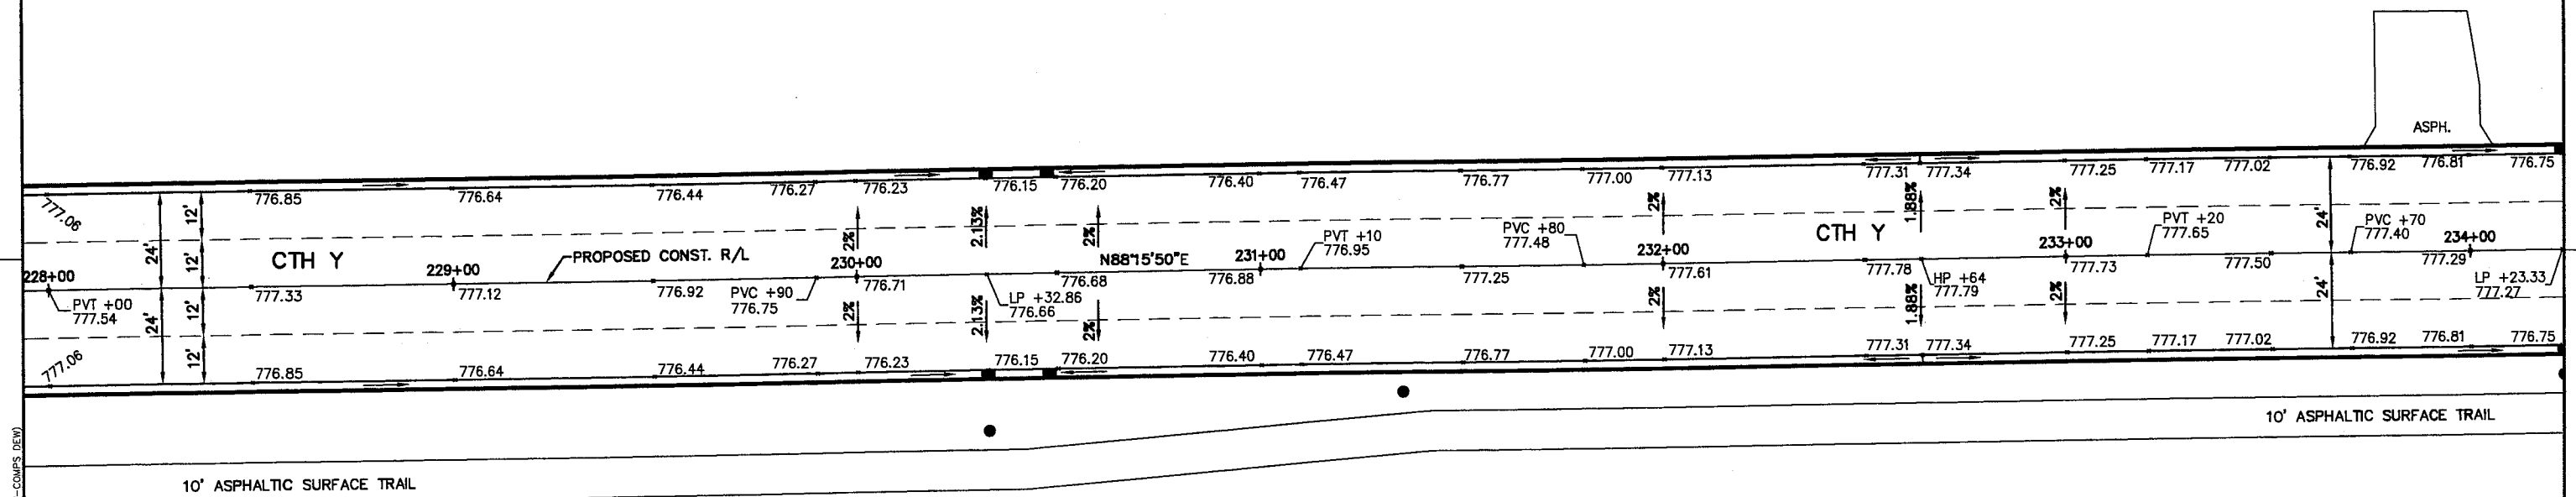 ASPH.
776.85 776.64 776.44 776.27 776.23 776.15 776.20 776.40 776.47 776.77 777.00 777.13 777.31 777.34 777.25 777.17 777.02 776.92 776.81 776.75
777.06
12' 2% 2.13% 2% 2% 1.88% 2%
24' 24'
12'
CTH Y
PROPOSED CONST. R/L
N88°15'50"E
CTH Y
228+00 229+00 230+00 231+00 232+00 233+00 234+00
PVT +00
777.54
777.33 777.12 776.92
PVC +90
776.75
776.71
LP +32.86
776.66
776.68 776.88
PVT +10
776.95
777.25
PVC +80
777.48
777.61 777.78
HP +64
777.79
777.73
PVT +20
777.65
777.50
PVC +70
777.40
777.29
LP +23.33
777.27
24' 12' 24'
2% 2.13% 2% 2% 1.88% 2%
12'
777.06
776.85 776.64 776.44 776.27 776.23 776.15 776.20 776.40 776.47 776.77 777.00 777.13 777.31 777.34 777.25 777.17 777.02 776.92 776.81 776.75
10' ASPHALTIC SURFACE TRAIL
10' ASPHALTIC SURFACE TRAIL
-COMPS.DEW)